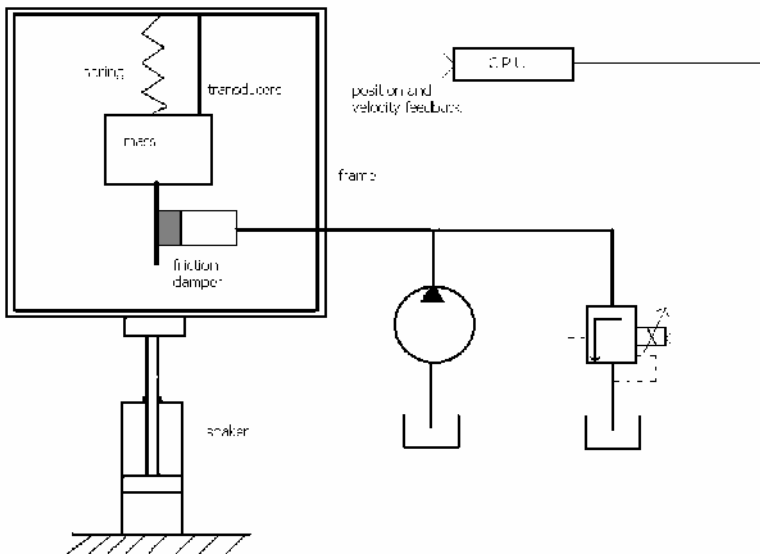 spring
transducers
mass
friction
damper
frame
position and
velocity feedback
C.P.U.
shaker